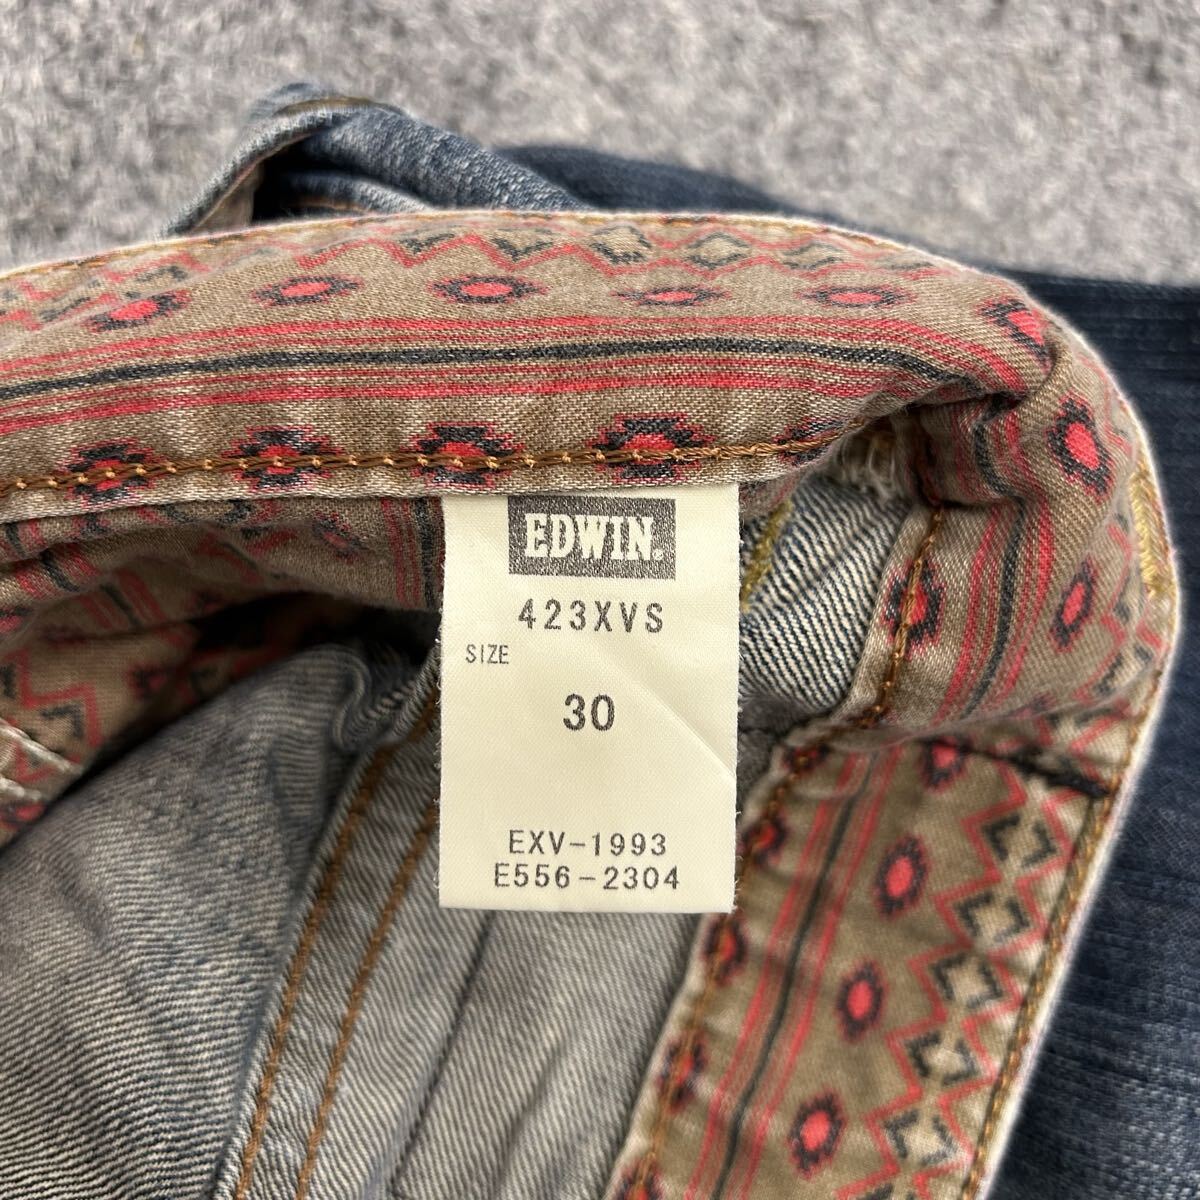 EDWIN.
423XVS
SIZE
30
EXV-1993
E556-2304